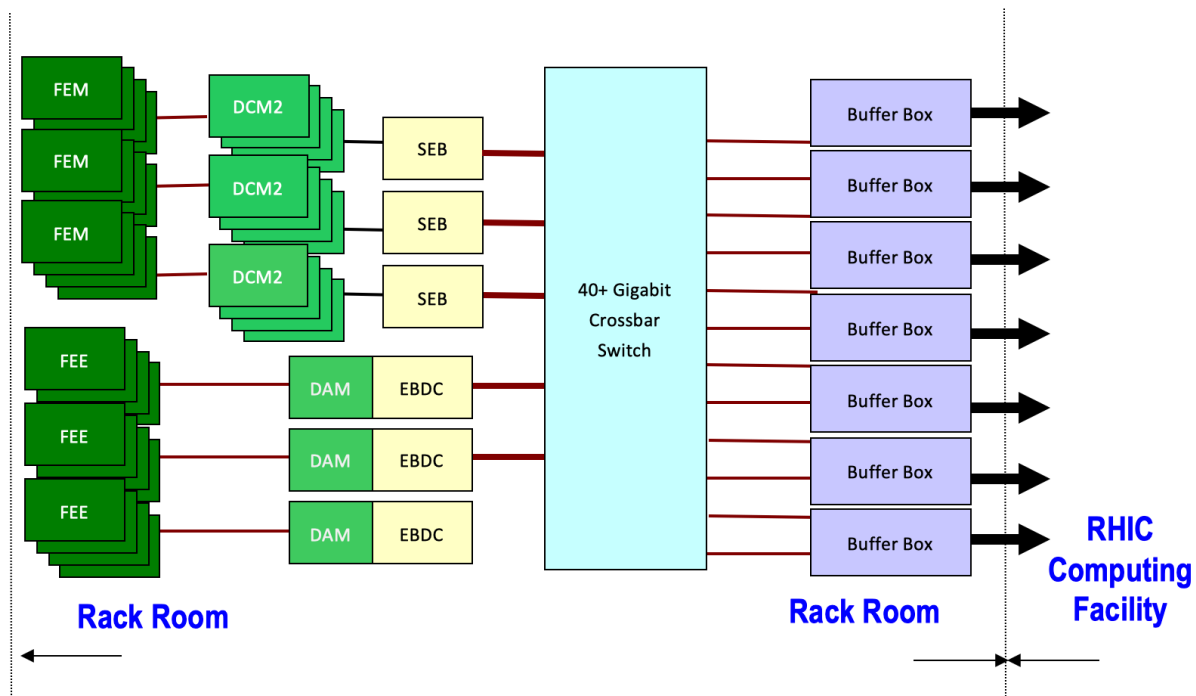 FEM
DCM2
SEB
FEM
DCM2
SEB
FEM
DCM2
SEB
FEE
DAM
EBDC
FEE
DAM
EBDC
FEE
DAM
EBDC
40+ Gigabit
Crossbar
Switch
Buffer Box
Buffer Box
Buffer Box
Buffer Box
Buffer Box
Buffer Box
Buffer Box
Rack Room
Rack Room
RHIC
Computing
Facility